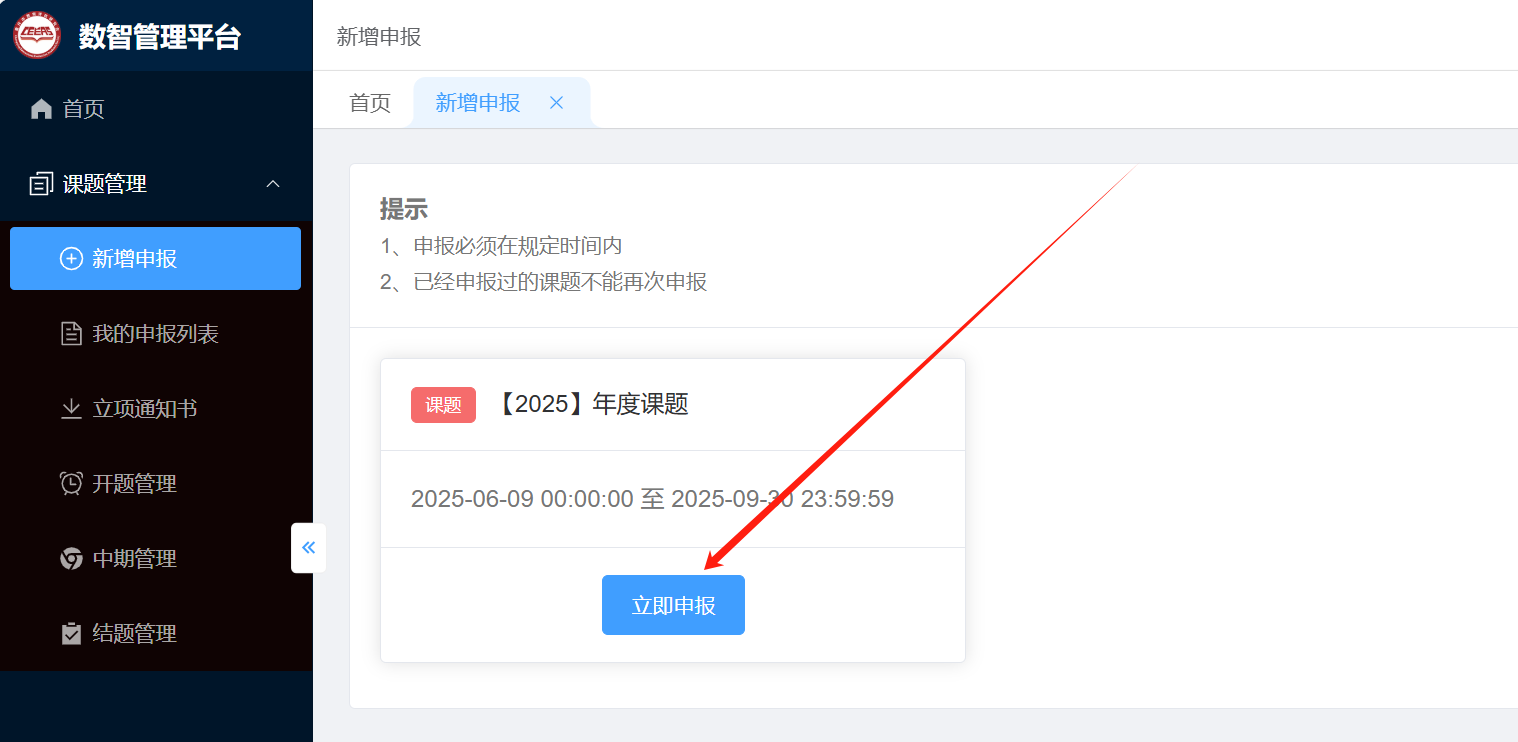 数智管理平台
新增申报
首页
首页
新增申报
课题管理
新增申报
我的申报列表
立项通知书
开题管理
中期管理
结题管理
提示
1、申报必须在规定时间内
2、已经申报过的课题不能再次申报
课题 【2025】年度课题
2025-06-09 00:00:00 至 2025-09-30 23:59:59
立即申报